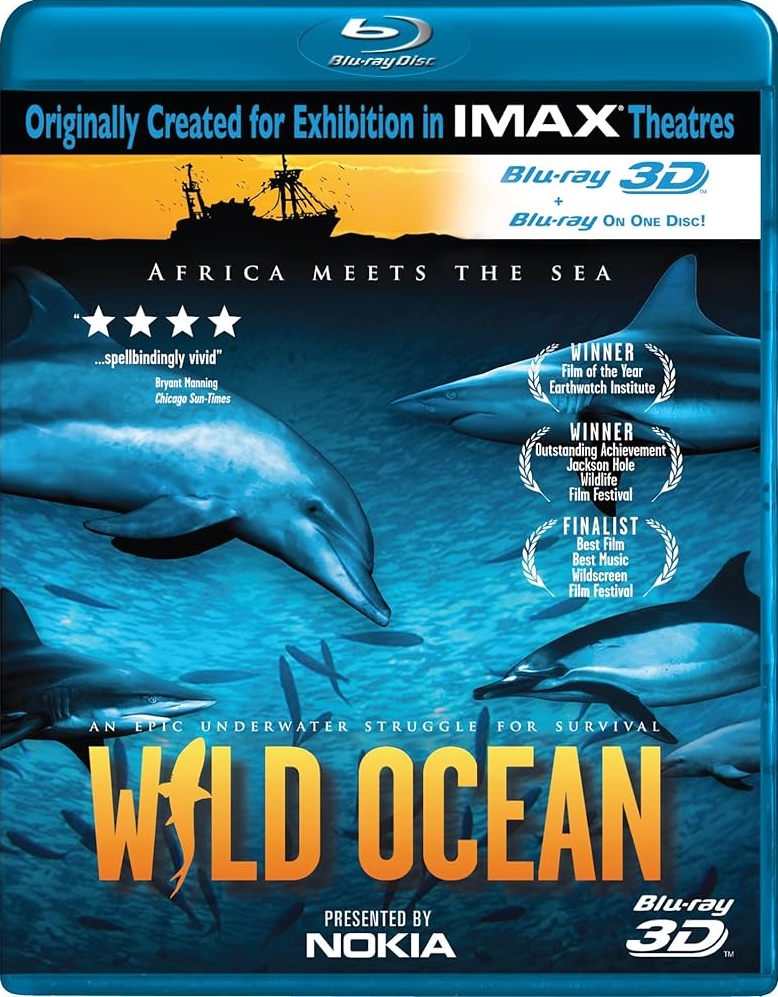 Blu-ray Disc
Originally Created for Exhibition in IMAX® Theatres
Blu-ray 3D™
+
Blu-ray ON ONE DISC!
AFRICA MEETS THE SEA
“★★★★
...spellbindingly vivid”
Bryant Manning
Chicago Sun-Times
WINNER
Film of the Year
Earthwatch Institute
WINNER
Outstanding Achievement
Jackson Hole
Wildlife
Film Festival
FINALIST
Best Film
Best Music
Wildscreen
Film Festival
AN EPIC UNDERWATER STRUGGLE FOR SURVIVAL
WILD OCEAN
PRESENTED BY
NOKIA
Blu-ray
3D™